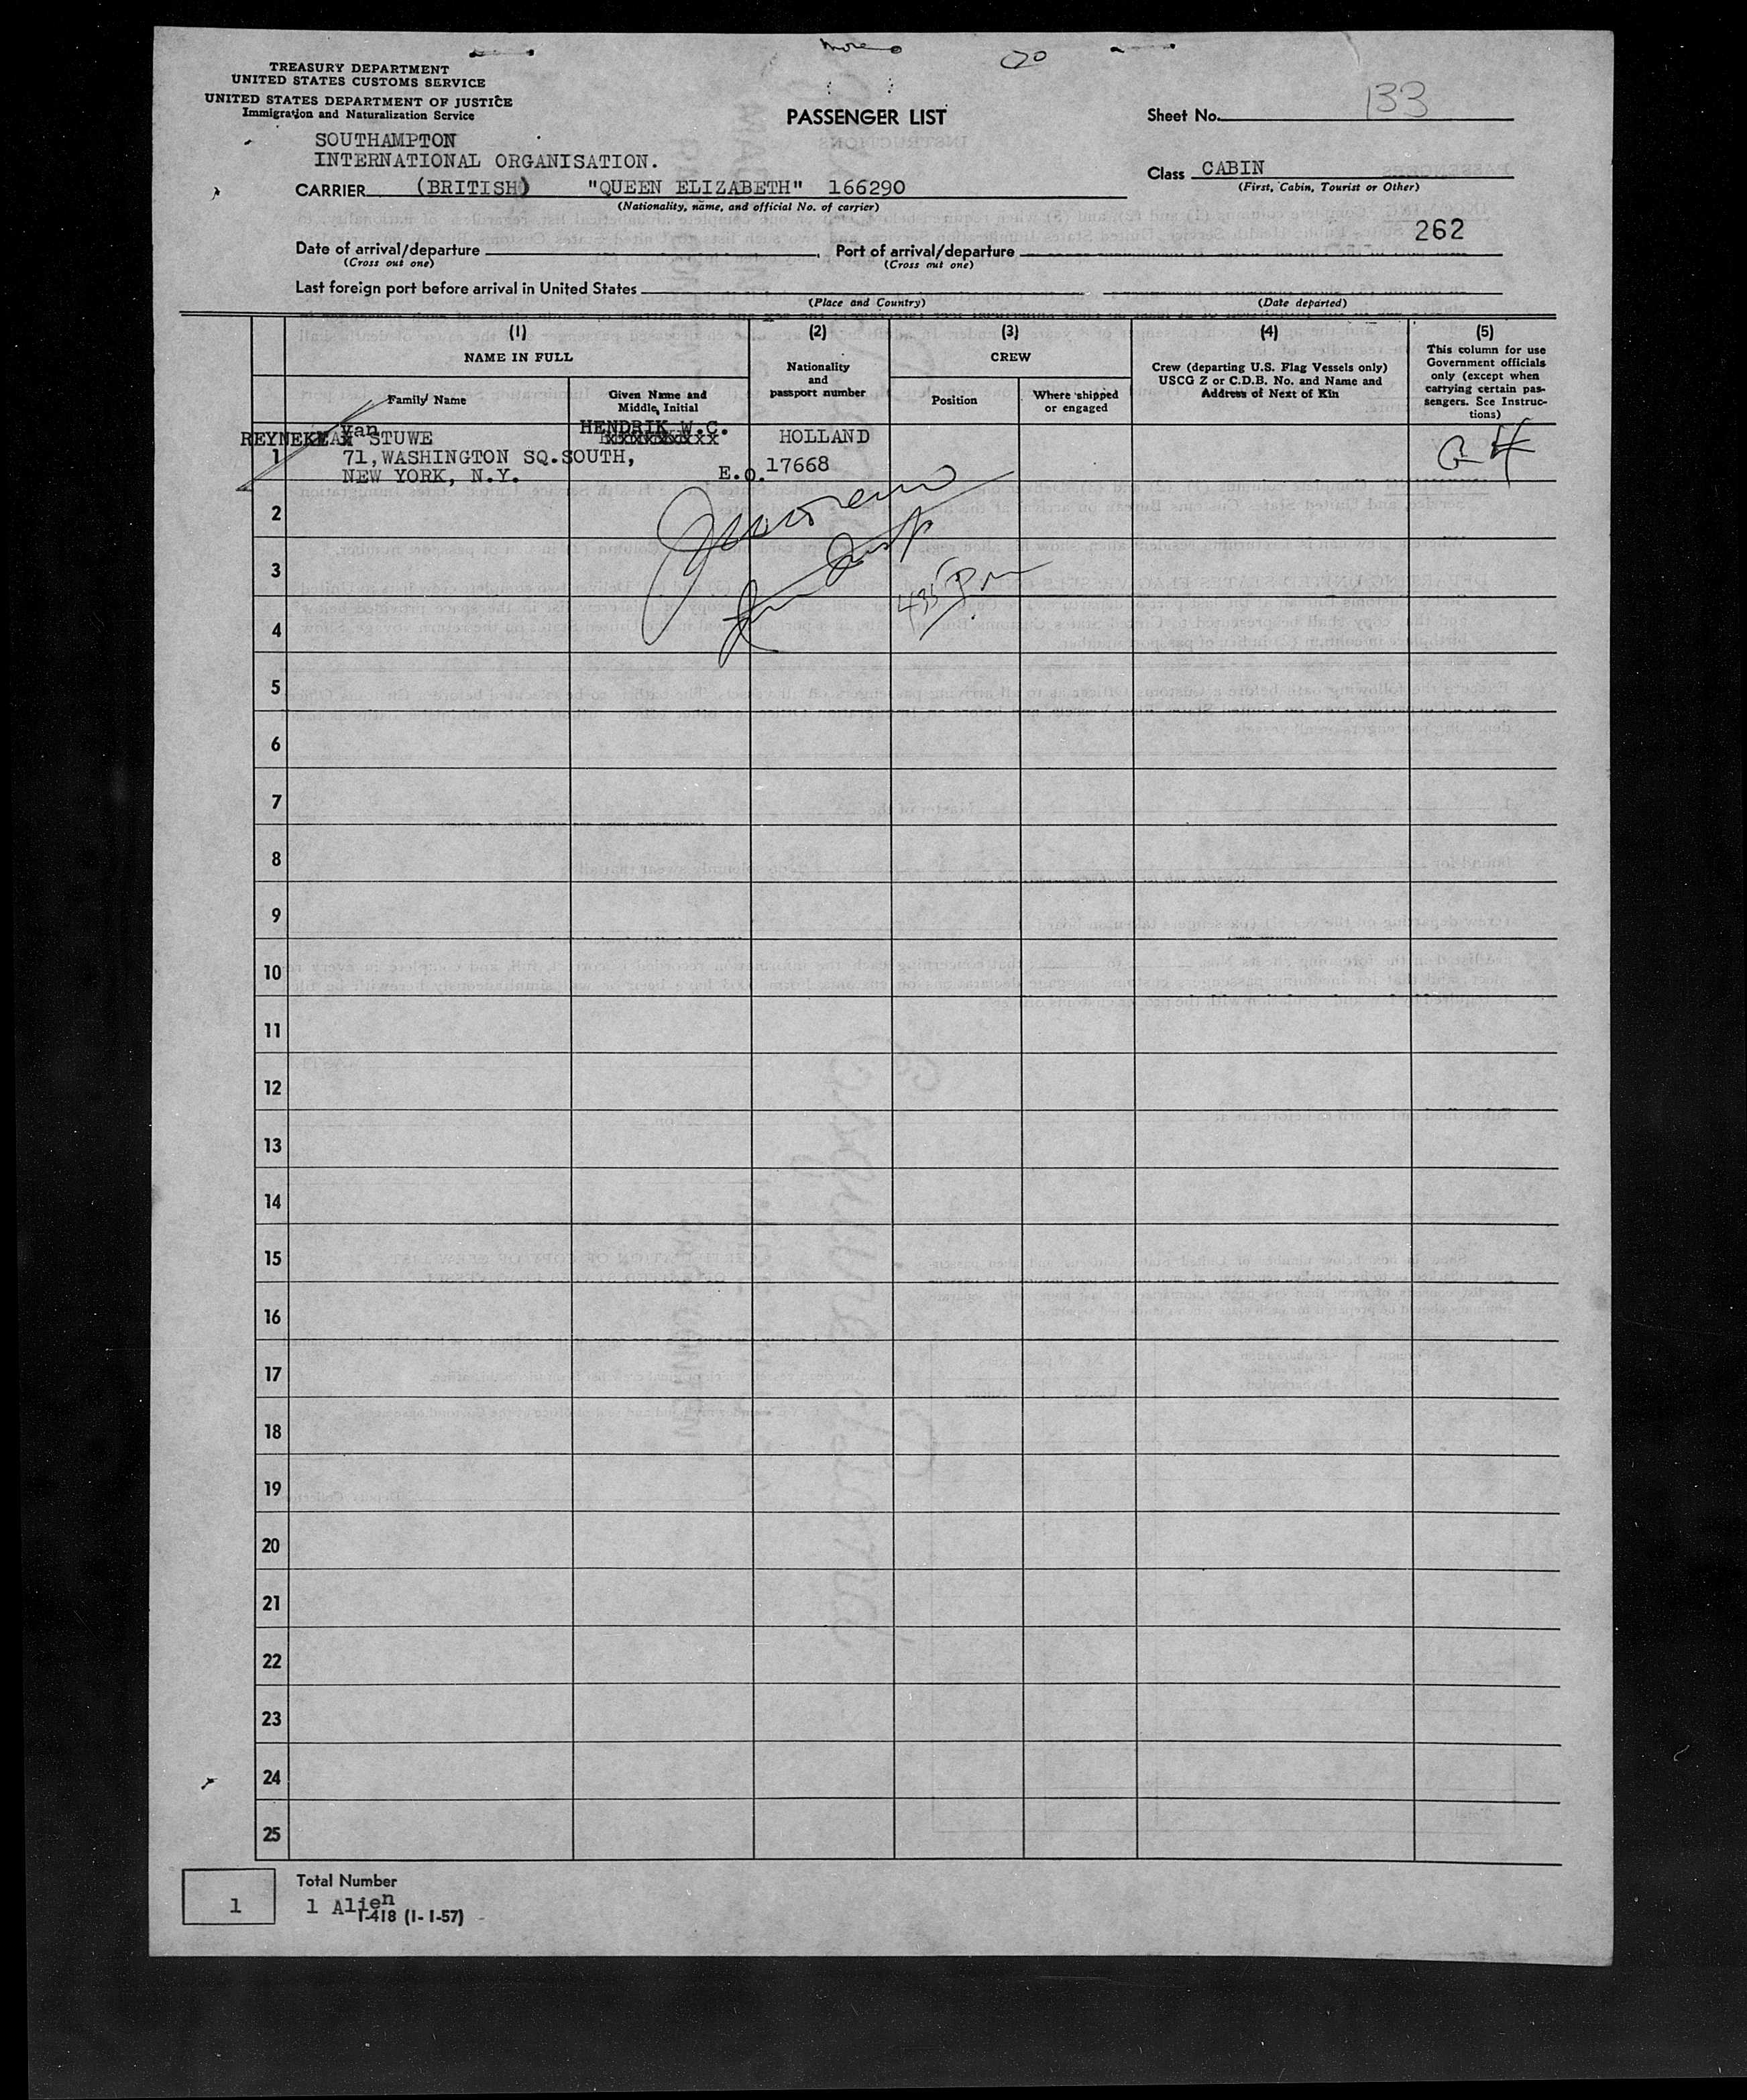 more
20
TREASURY DEPARTMENT
UNITED STATES CUSTOMS SERVICE
UNITED STATES DEPARTMENT OF JUSTICE
Immigration and Naturalization Service
PASSENGER LIST
Sheet No. 133
SOUTHAMPTON
INTERNATIONAL ORGANISATION.
Class CABIN
(First, Cabin, Tourist or Other)
CARRIER (BRITISH) "QUEEN ELIZABETH" 166290
(Nationality, name, and official No. of carrier)
262
Date of arrival/departure , Port of arrival/departure
(Cross out one) (Cross out one)
Last foreign port before arrival in United States
(Place and Country) (Date departed)
(1) (2) (3) (4) (5)
NAME IN FULL
Family Name
Given Name and Middle Initial
Nationality and passport number
CREW
Position
Where shipped or engaged
Crew (departing U.S. Flag Vessels only) USCG Z or C.D.B. No. and Name and Address of Next of Kin
This column for use Government officials only (except when carrying certain passengers. See Instructions)
1 van STUWE HENDRIK W.C. HOLLAND G 4
71, WASHINGTON SQ. SOUTH,
NEW YORK, N.Y. E.O. 17668
2
3
435 Pm
4
5
6
7
8
9
10
11
12
13
14
15
16
17
18
19
20
21
22
23
24
25
1
Total Number
1 Alien
I-418 (1-1-57)